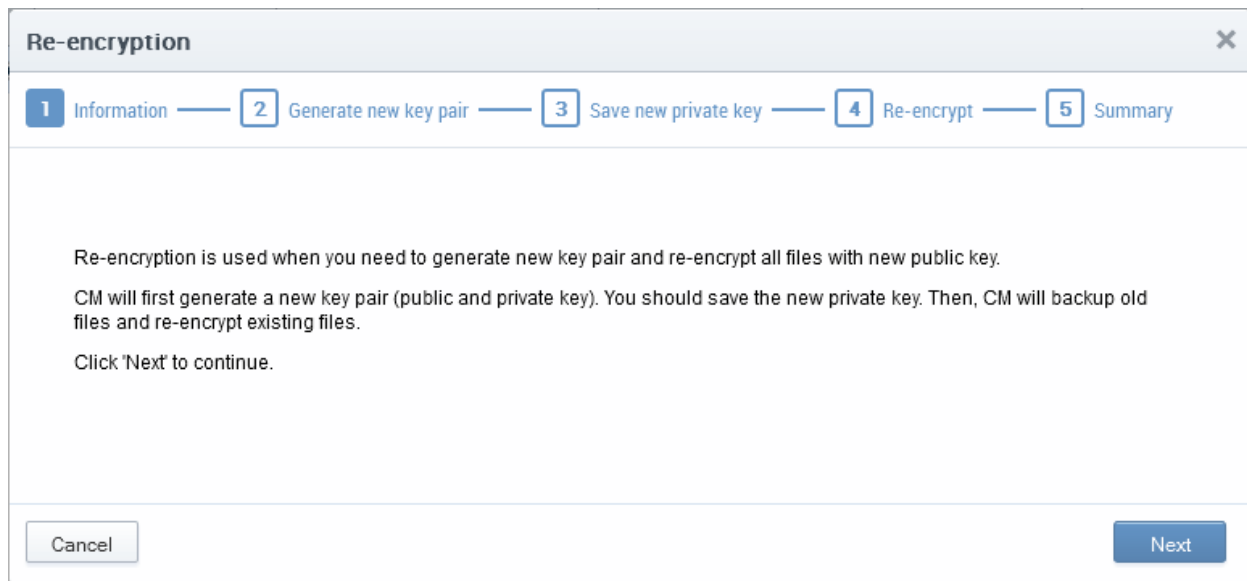 Re-encryption
1 Information 2 Generate new key pair 3 Save new private key 4 Re-encrypt 5 Summary
Re-encryption is used when you need to generate new key pair and re-encrypt all files with new public key.
CM will first generate a new key pair (public and private key). You should save the new private key. Then, CM will backup old
files and re-encrypt existing files.
Click 'Next' to continue.
Cancel Next